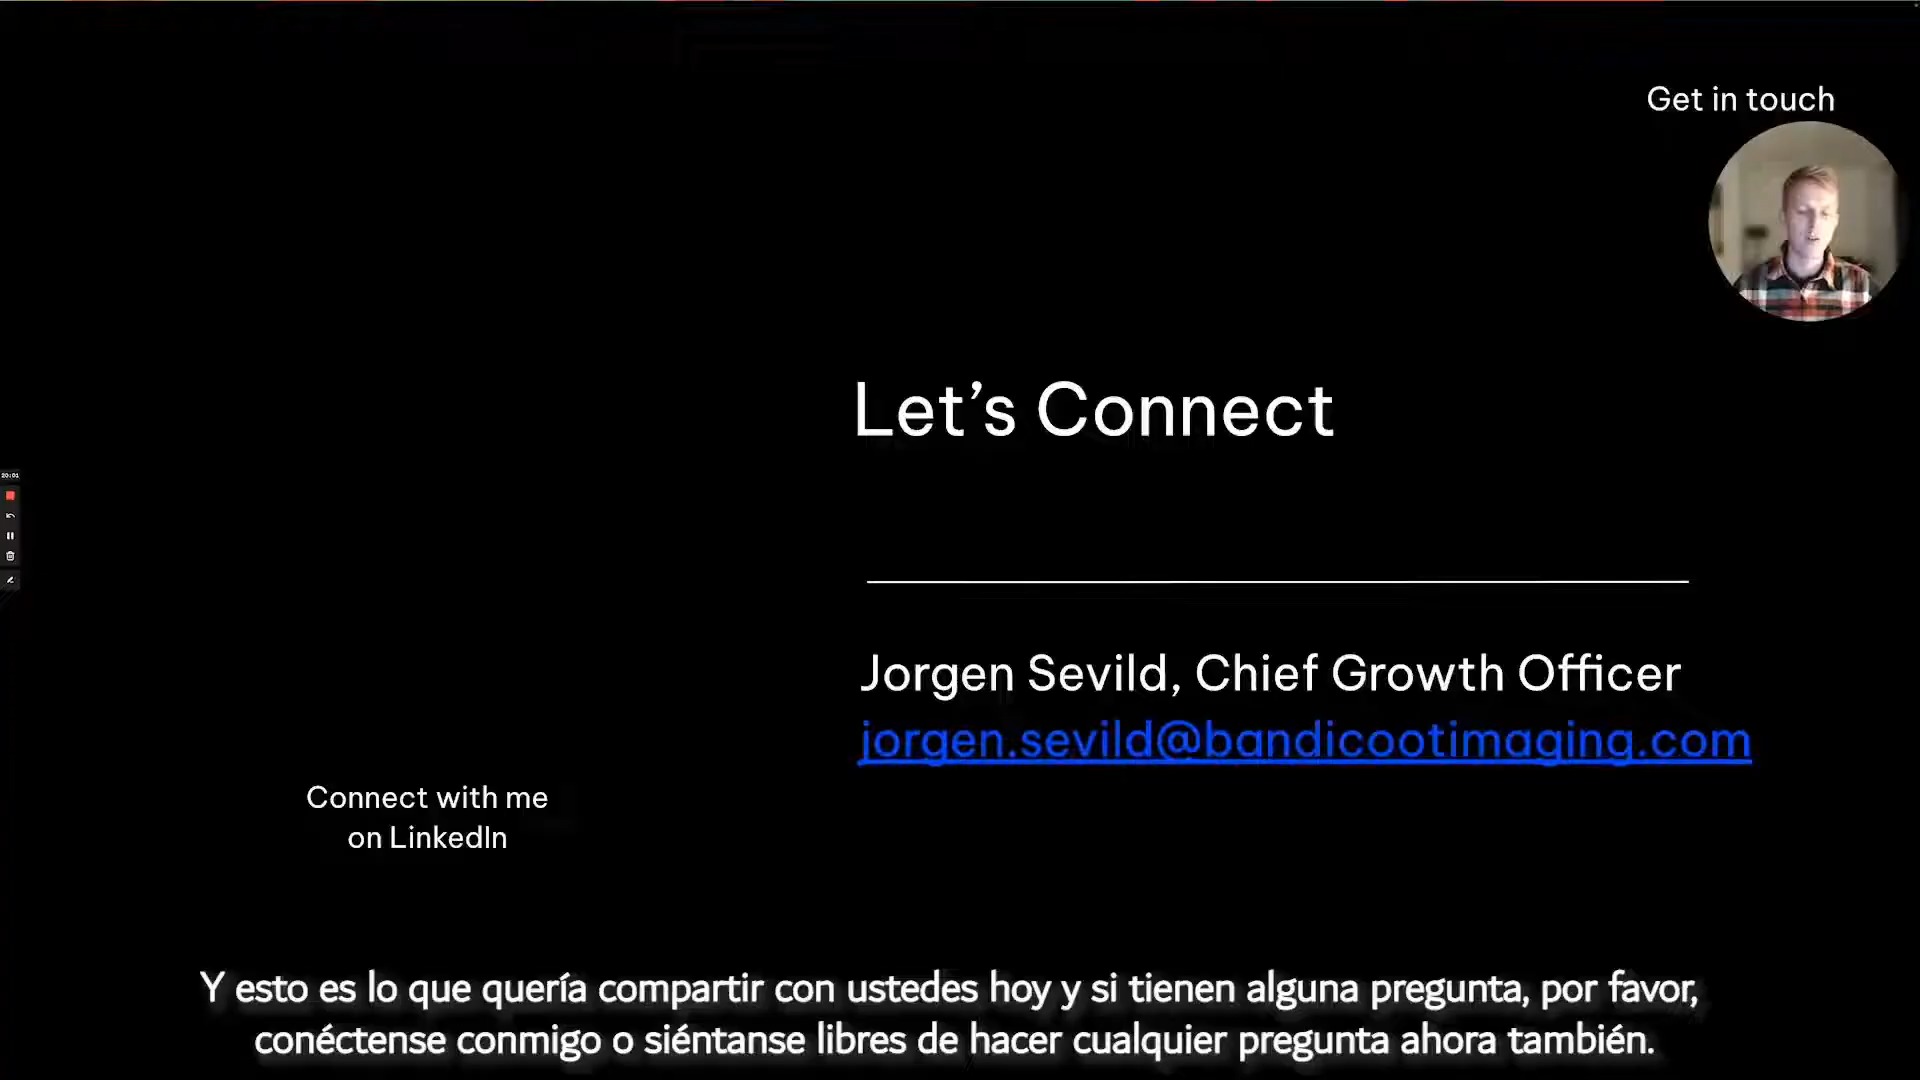 Get in touch
Let’s Connect
20:01
Jorgen Sevild, Chief Growth Officer
jorgen.sevild@bandicootimaging.com
Connect with me
on LinkedIn
Y esto es lo que quería compartir con ustedes hoy y si tienen alguna pregunta, por favor,
conéctense conmigo o siéntanse libres de hacer cualquier pregunta ahora también.